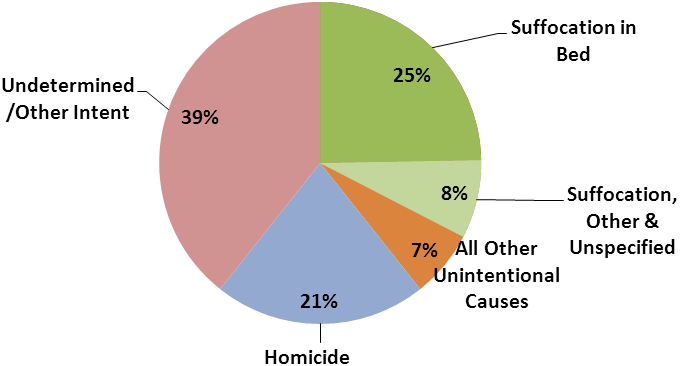 Suffocation in
Bed
25%
Undetermined
/Other Intent
39%
8%
Suffocation,
Other &
Unspecified
7%
All Other
Unintentional
Causes
21%
Homicide